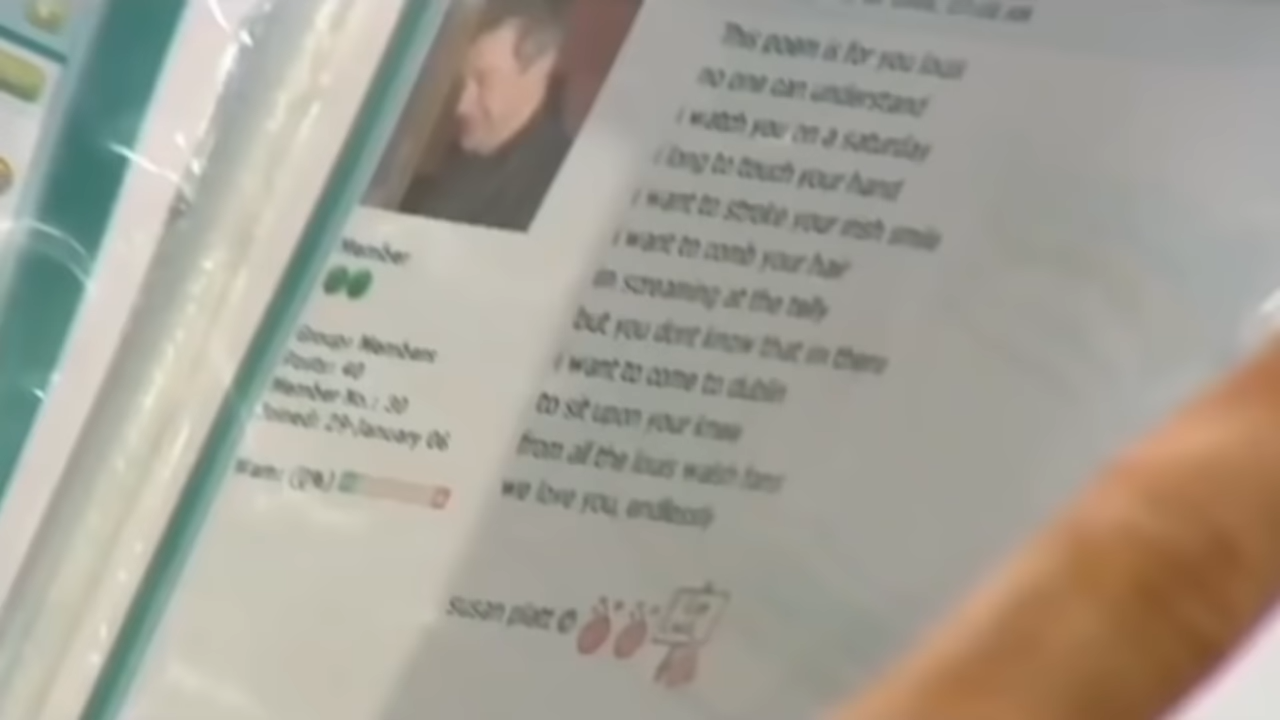 This poem is for you louis
no one can understand
i watch you on a saturday
i long to touch your hand
i want to stroke your irish smile
i want to comb your hair
im screaming at the telly
but you dont know that im there
i want to come to dublin
to sit upon your knee
from all the louis walsh fans
we love you, endlessly
susan platt ©
Member
Group: Members
Posts: 40
Member No.: 30
Joined: 29-January 06
Warn: (0%)